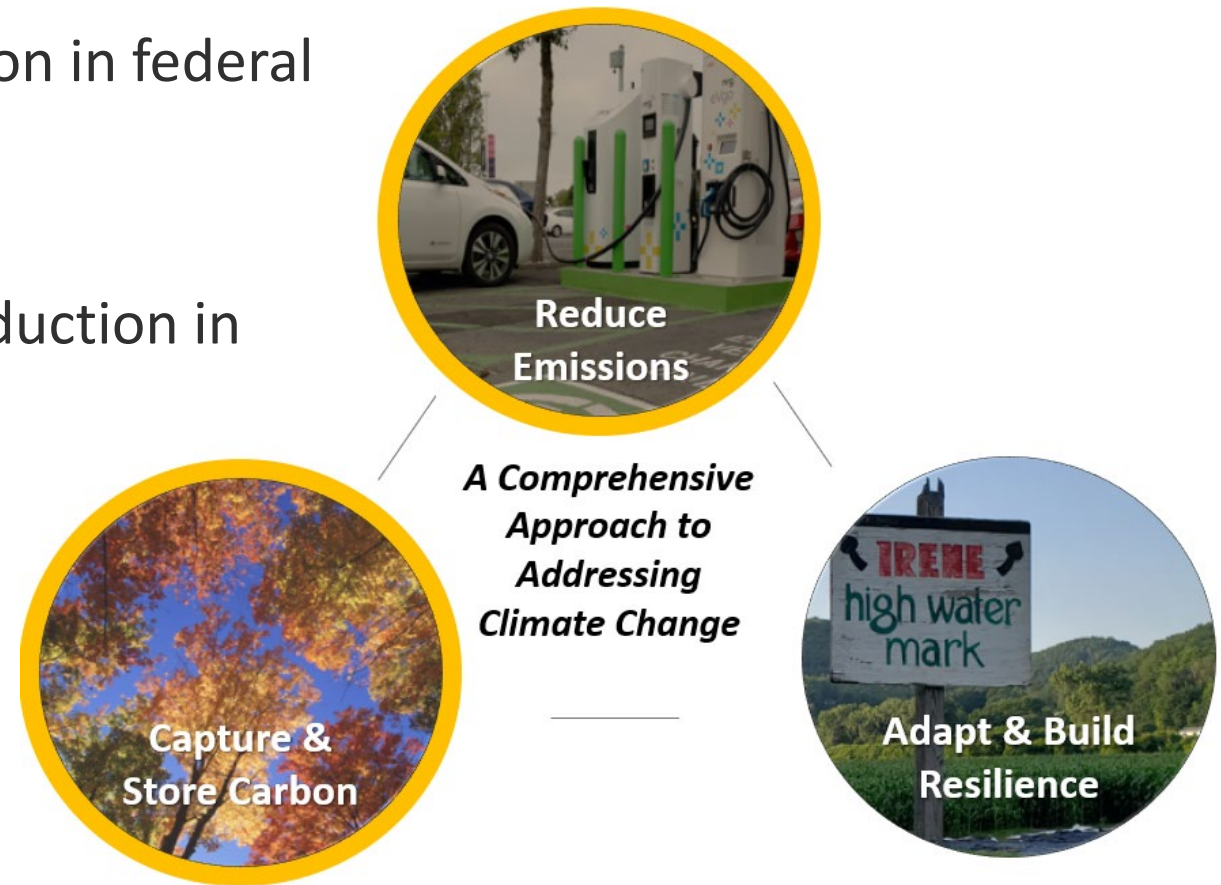 on in federal
duction in
evgo
Reduce
Emissions
A Comprehensive
Approach to
Addressing
Climate Change
IRENE
high water
mark
Capture &
Store Carbon
Adapt & Build
Resilience